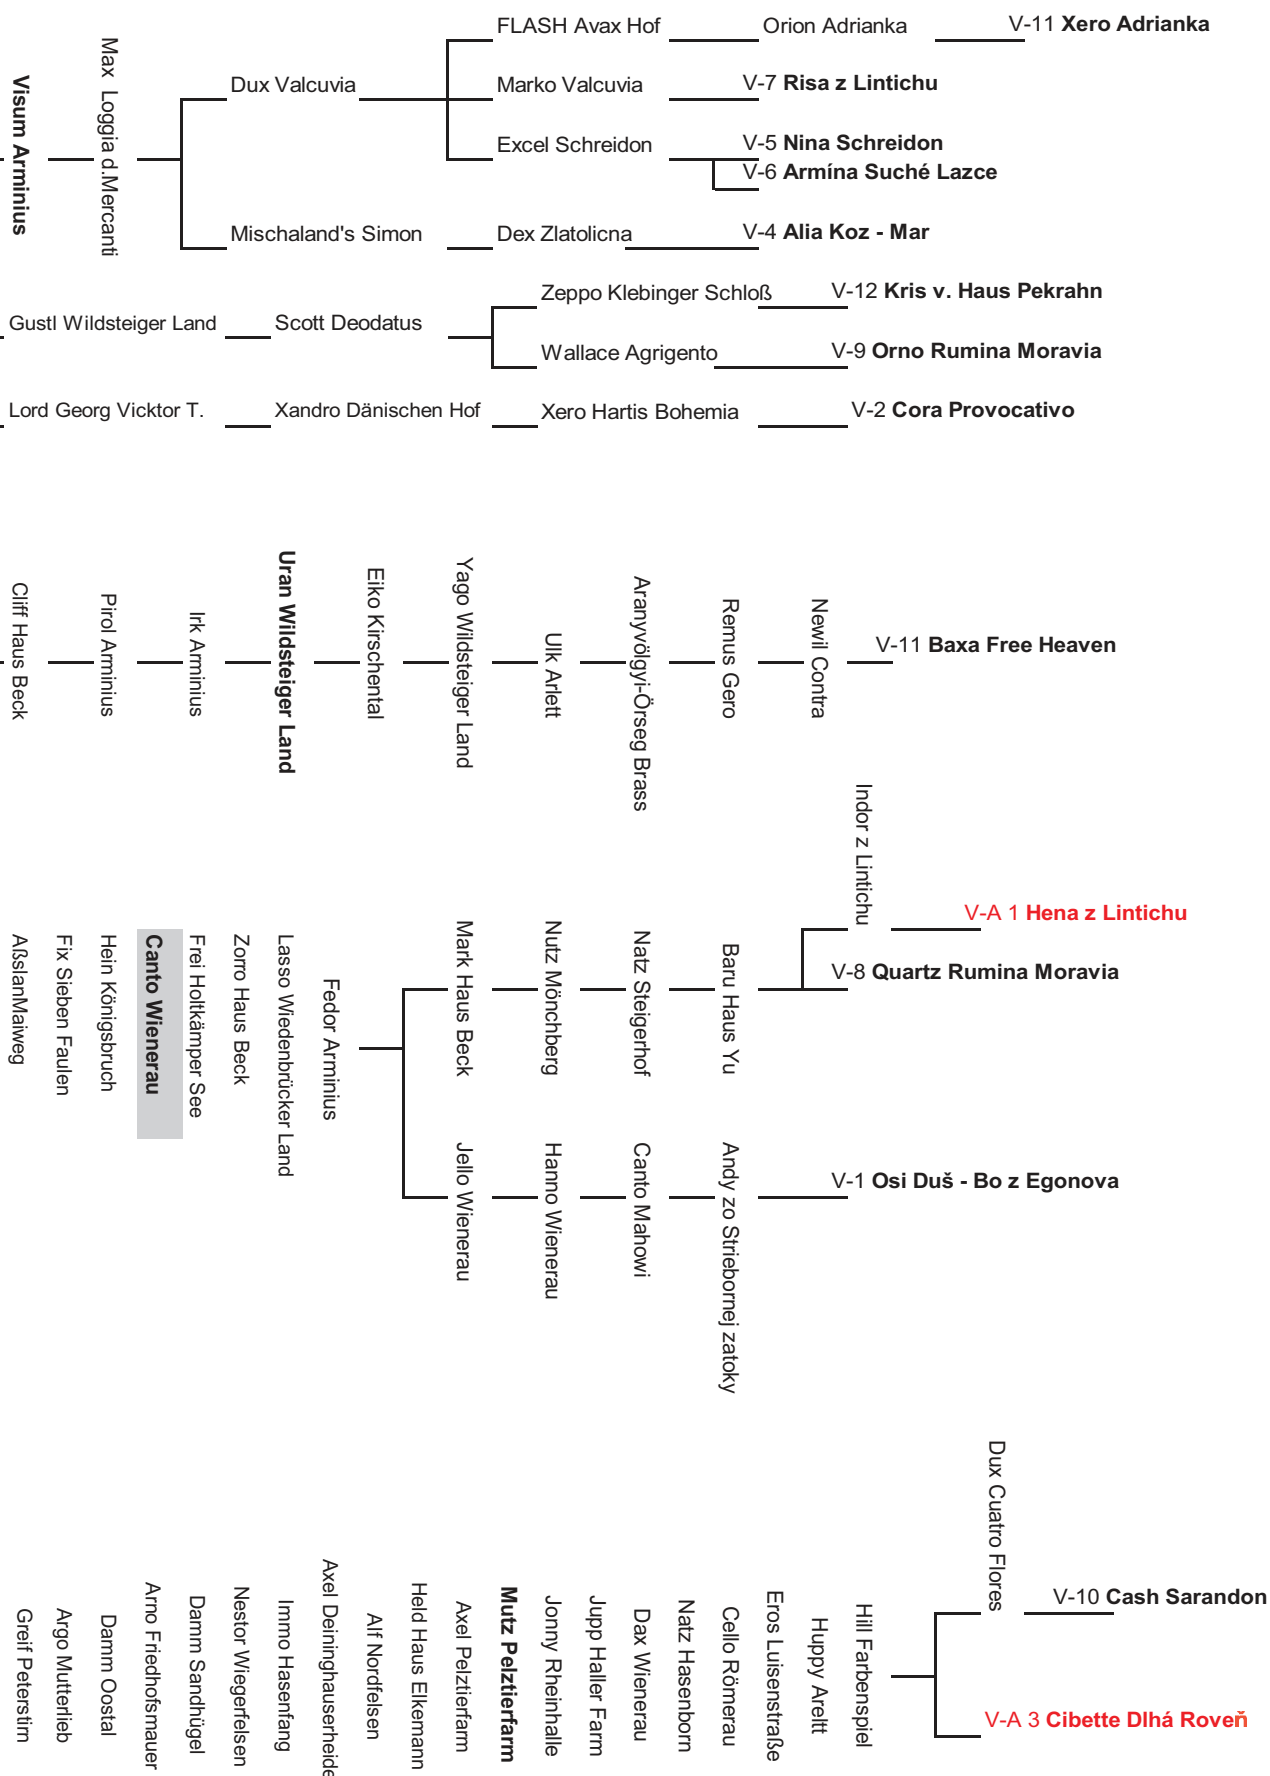 FLASH Avax Hof
Orion Adrianka
V-11 Xero Adrianka
Dux Valcuvia
Marko Valcuvia
V-7 Risa z Lintichu
Excel Schreidon
V-5 Nina Schreidon
V-6 Armína Suché Lazce
Visum Arminius
Max Loggia d.Mercanti
Mischaland's Simon
Dex Zlatolicna
V-4 Alia Koz - Mar
Zeppo Klebinger Schloß
V-12 Kris v. Haus Pekrahn
Gustl Wildsteiger Land
Scott Deodatus
Wallace Agrigento
V-9 Orno Rumina Moravia
Lord Georg Vicktor T.
Xandro Dänischen Hof
Xero Hartis Bohemia
V-2 Cora Provocativo
Cliff Haus Beck
Pirol Arminius
Irk Arminius
Uran Wildsteiger Land
Eiko Kirschental
Yago Wildsteiger Land
Ulk Arlett
Aranyvölgyi-Örseg Brass
Remus Gero
Newil Contra
V-11 Baxa Free Heaven
Indor z Lintichu
V-A 1 Hena z Lintichu
V-8 Quartz Rumina Moravia
Aßslan Maiweg
Fix Sieben Faulen
Hein Königsbruch
Canto Wienerau
Frei Holtkämper See
Zorro Haus Beck
Lasso Wiedenbrücker Land
Fedor Arminius
Mark Haus Beck
Nutz Mönchberg
Natz Steigerhof
Baru Haus Yu
Jello Wienerau
Hanno Wienerau
Canto Mahowi
Andy zo Striebornej zatoky
V-1 Osi Duš - Bo z Egonova
Greif Peterstirn
Argo Mutterlieb
Damm Oostal
Arno Friedhofsmauer
Damm Sandhügel
Nestor Wiegerfelsen
Immo Hasenfang
Axel Deininghauserheide
Alf Nordfelsen
Held Haus Elkemann
Axel Pelztierfarm
Mutz Pelztierfarm
Jonny Rheinhalle
Jupp Haller Farm
Dax Wienerau
Natz Hasenborn
Cello Römerau
Eros Luisenstraße
Huppy Areltt
Hill Farbenspiel
Dux Cuatro Flores
V-10 Cash Sarandon
V-A 3 Cibette Dlhá Roveň